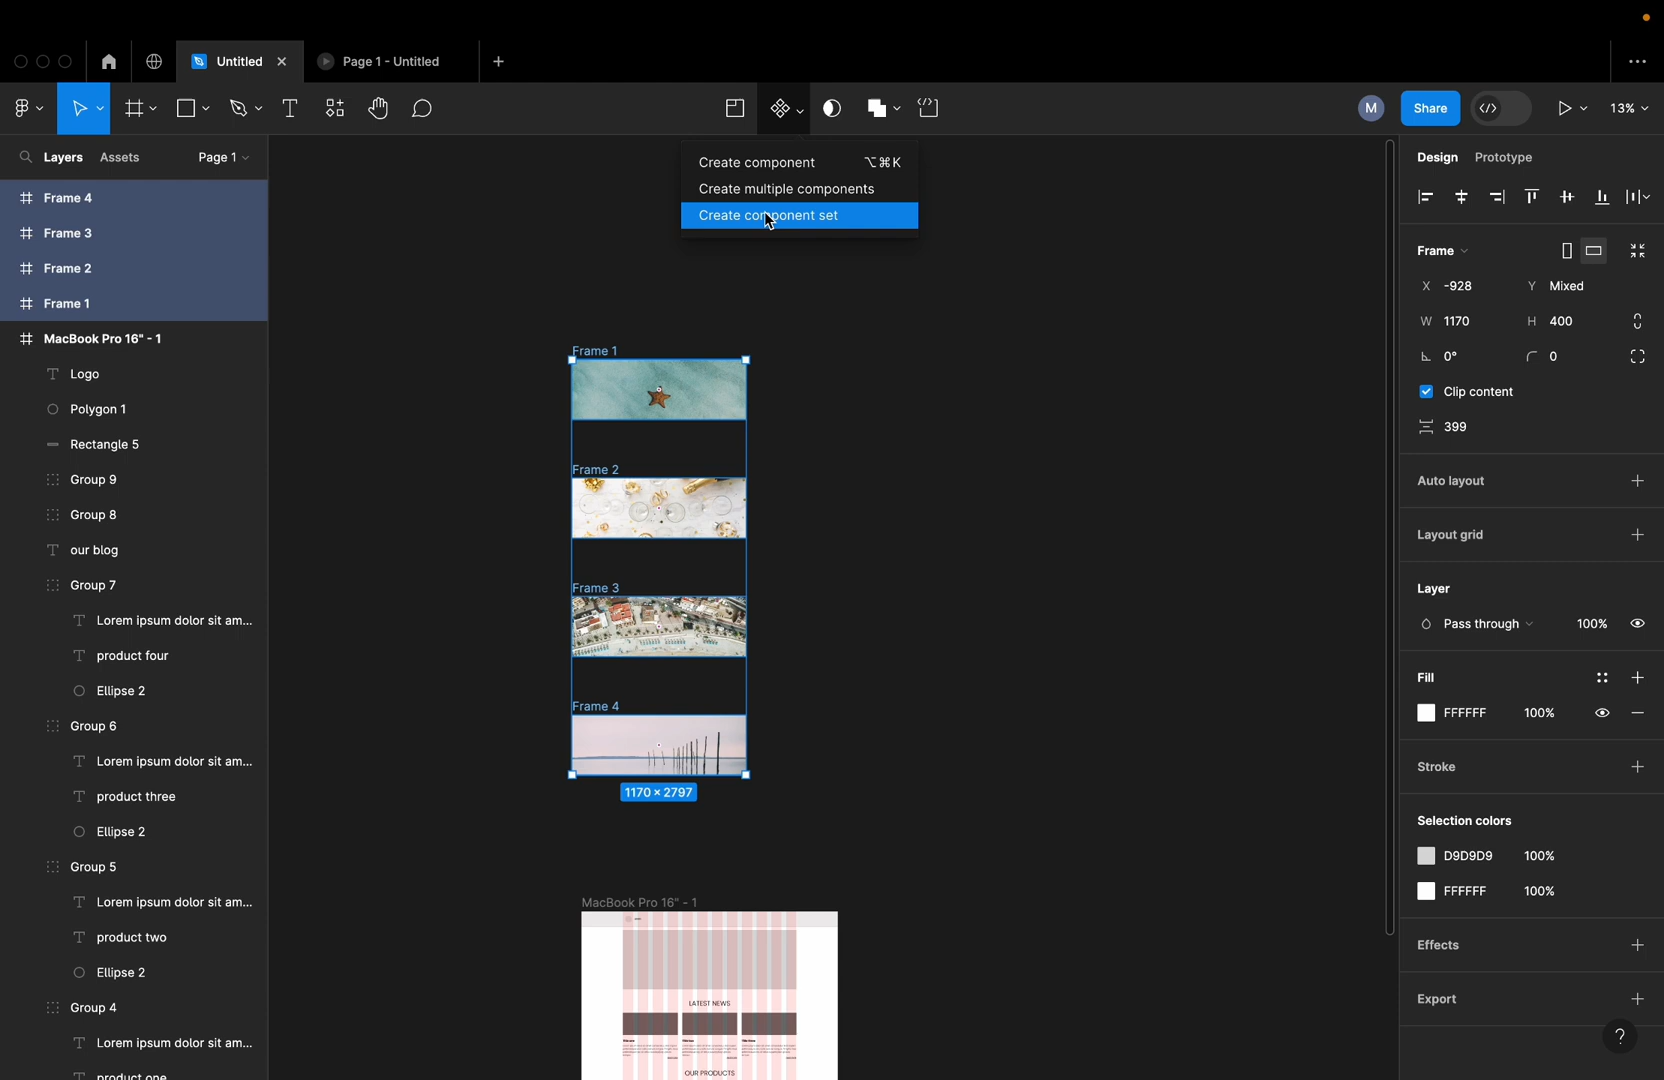 Untitled
Page 1 - Untitled
M
Share
13%
Layers
Assets
Page 1
Create component
⌥⌘K
Create multiple components
Create component set
Design
Prototype
Frame 4
Frame 3
Frame 2
Frame 1
MacBook Pro 16" - 1
Logo
Polygon 1
Rectangle 5
Group 9
Group 8
our blog
Group 7
Lorem ipsum dolor sit am...
product four
Ellipse 2
Group 6
Lorem ipsum dolor sit am...
product three
Ellipse 2
Group 5
Lorem ipsum dolor sit am...
product two
Ellipse 2
Group 4
Lorem ipsum dolor sit am...
product one
Frame 1
Frame 2
Frame 3
Frame 4
1170 × 2797
MacBook Pro 16" - 1
LATEST NEWS
OUR PRODUCTS
Frame
X -928
Y Mixed
W 1170
H 400
0°
0
Clip content
399
Auto layout
Layout grid
Layer
Pass through
100%
Fill
FFFFFF
100%
Stroke
Selection colors
D9D9D9
100%
FFFFFF
100%
Effects
Export
?